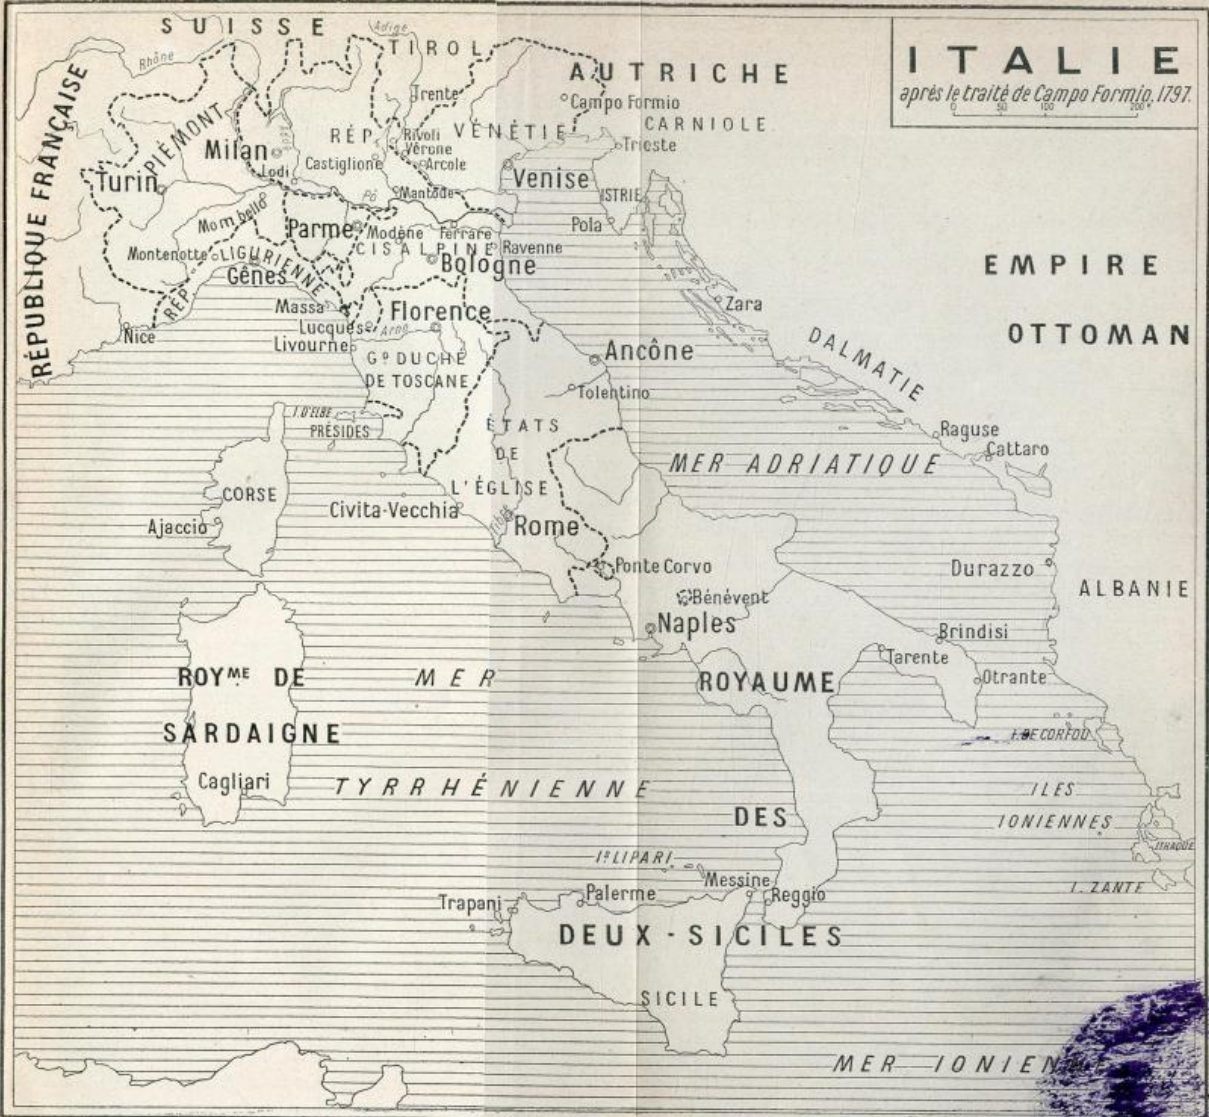 ITALIE
après le traité de Campo Formio, 1797.
0 50 100 200
SUISSE
Adige
TIROL
Rhône
AUTRICHE
Trente
Campo Formio
RÉPUBLIQUE FRANÇAISE
PIÉMONT
RÉP.
Rivoli
VÉNÉTIE
CARNIOLE
Milan
Vérone
Trieste
Castiglione
Arcole
Lodi
Turin
Venise
Pô
Mantoue
ISTRIE
Mombello
Parme
Modène
Ferrare
Pola
CISALPINE
Ravenne
Montenotte
RÉP. LIGURIENNE
Bologne
Gênes
EMPIRE
OTTOMAN
Massa
Florence
Zara
Lucques
Arno
Nice
Livourne
Ancône
DALMATIE
Gᴰ DUCHÉ
DE TOSCANE
Tolentino
I. D'ELBE
PRÉSIDES
ÉTATS
DE
L'ÉGLISE
Raguse
Cattaro
MER ADRIATIQUE
CORSE
Civita-Vecchia
Ajaccio
Tibre
Rome
Ponte Corvo
Durazzo
ALBANIE
Bénévent
Naples
Brindisi
Tarente
Otrante
ROYᴹᴱ DE
SARDAIGNE
MER
TYRRHÉNIENNE
ROYAUME
DES
DEUX-SICILES
I. DE CORFOU
Cagliari
ILES
IONIENNES
ITHAQUE
Iˢ LIPARI
Messine
I. ZANTE
Trapani
Palerme
Reggio
SICILE
MER IONIENN